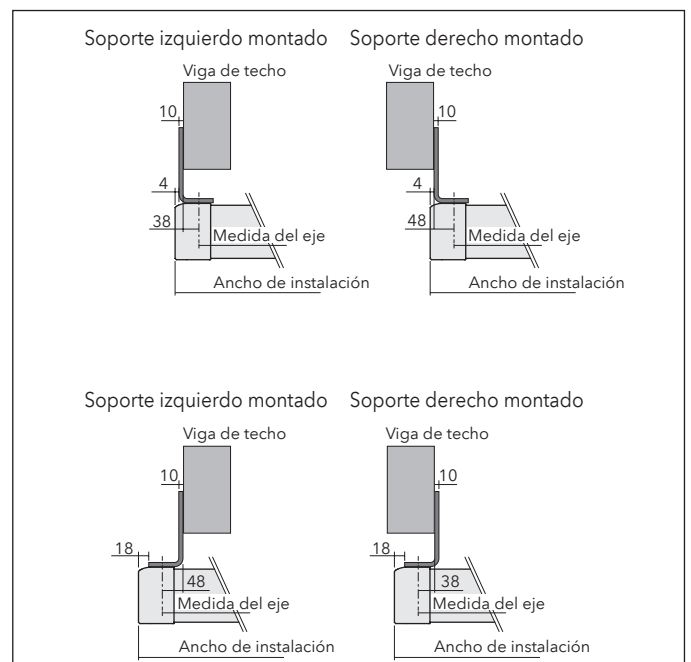 Soporte izquierdo montado Soporte derecho montado
Viga de techo Viga de techo
10 10
4 4
38 48
Medida del eje Medida del eje
Ancho de instalación Ancho de instalación
Soporte izquierdo montado Soporte derecho montado
Viga de techo Viga de techo
10 10
18 18
48 38
Medida del eje Medida del eje
Ancho de instalación Ancho de instalación